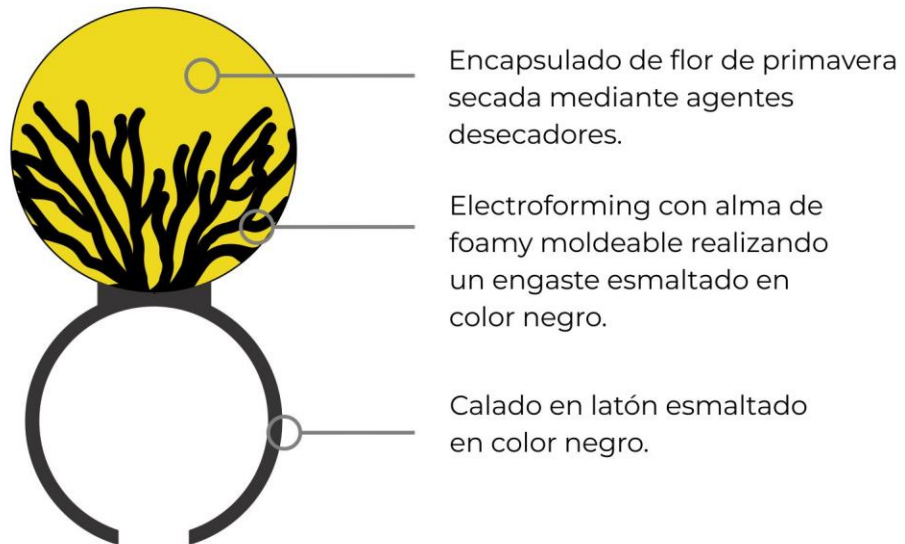 Encapsulado de flor de primavera
secada mediante agentes
desecadores.
Electroforming con alma de
foamy moldeable realizando
un engaste esmaltado en
color negro.
Calado en latón esmaltado
en color negro.